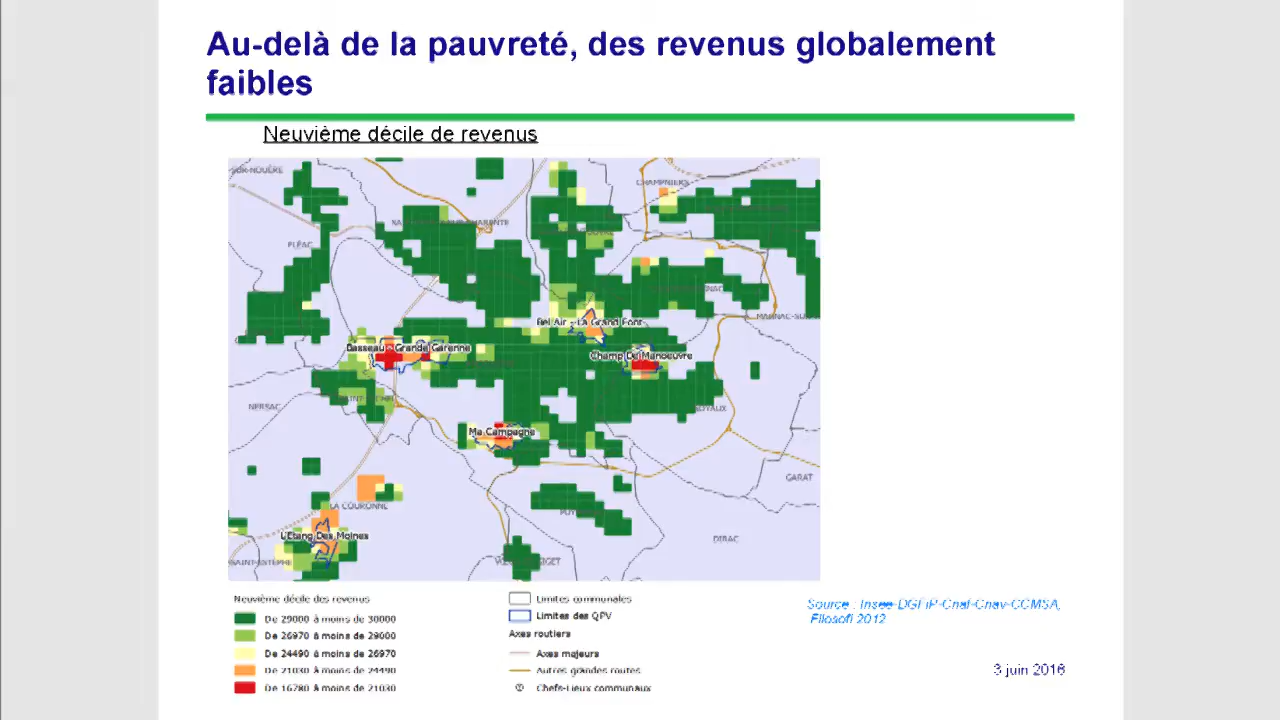 Au-delà de la pauvreté, des revenus globalement
faibles
Neuvième décile de revenus
CHAMPNIERS
FLÉAC
Bel Air - La Grand Font
Basseau - Grande Garenne
Champ De Manoeuvre
NERSAC
Ma Campagne
GARAT
LA COURONNE
L'Etang Des Moines
DIRAC
Neuvième décile des revenus
De 29000 à moins de 30000
De 26970 à moins de 29000
De 24490 à moins de 26970
De 21030 à moins de 24490
De 16780 à moins de 21030
Limites communales
Limites des QPV
Axes routiers
Axes majeurs
Autres grandes routes
Chefs-Lieux communaux
Source : Insee-DGFiP-Cnaf-Cnav-CCMSA,
Filosofi 2012
3 juin 2016